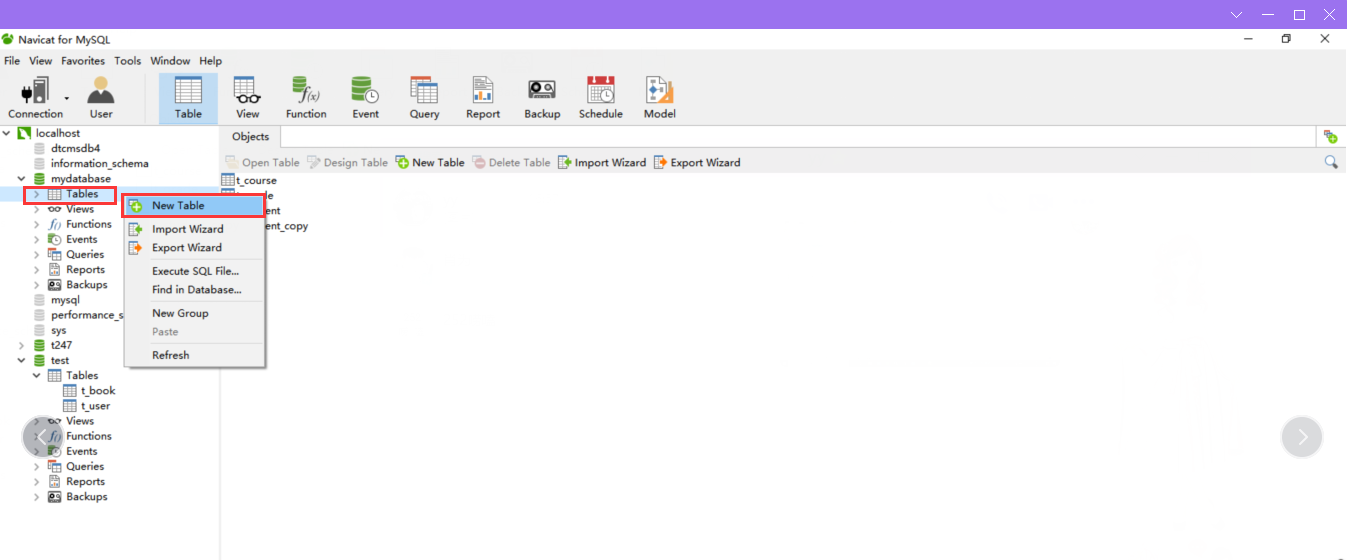 Navicat for MySQL
File View Favorites Tools Window Help
Connection User Table View Function Event Query Report Backup Schedule Model
localhost
dtcmsdb4
information_schema
mydatabase
Tables
Views
Functions
Events
Queries
Reports
Backups
mysql
performance_s
sys
t247
test
Tables
t_book
t_user
Views
Functions
Events
Queries
Reports
Backups
New Table
Import Wizard
Export Wizard
Execute SQL File...
Find in Database...
New Group
Paste
Refresh
Objects
Open Table Design Table New Table Delete Table Import Wizard Export Wizard
t_course
ent_copy